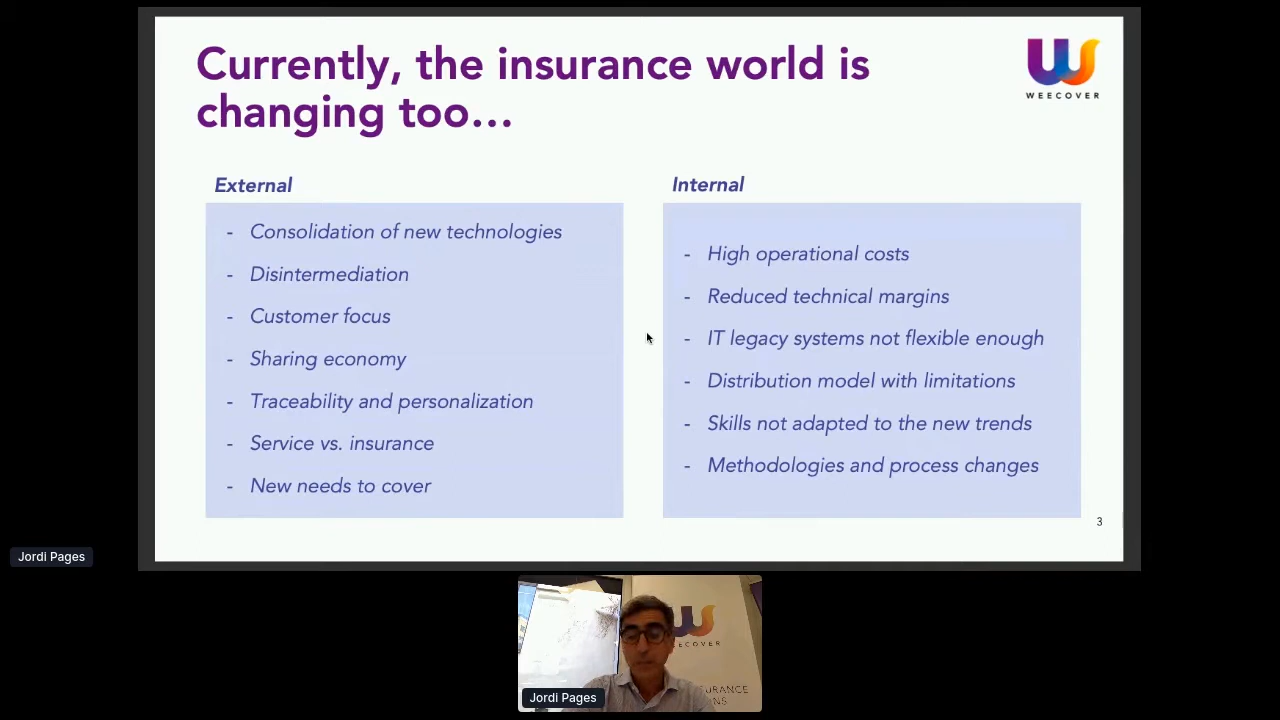 Currently, the insurance world is
changing too...
WEECOVER
External
- Consolidation of new technologies
- Disintermediation
- Customer focus
- Sharing economy
- Traceability and personalization
- Service vs. insurance
- New needs to cover
Internal
- High operational costs
- Reduced technical margins
- IT legacy systems not flexible enough
- Distribution model with limitations
- Skills not adapted to the new trends
- Methodologies and process changes
3
Jordi Pages
Jordi Pages